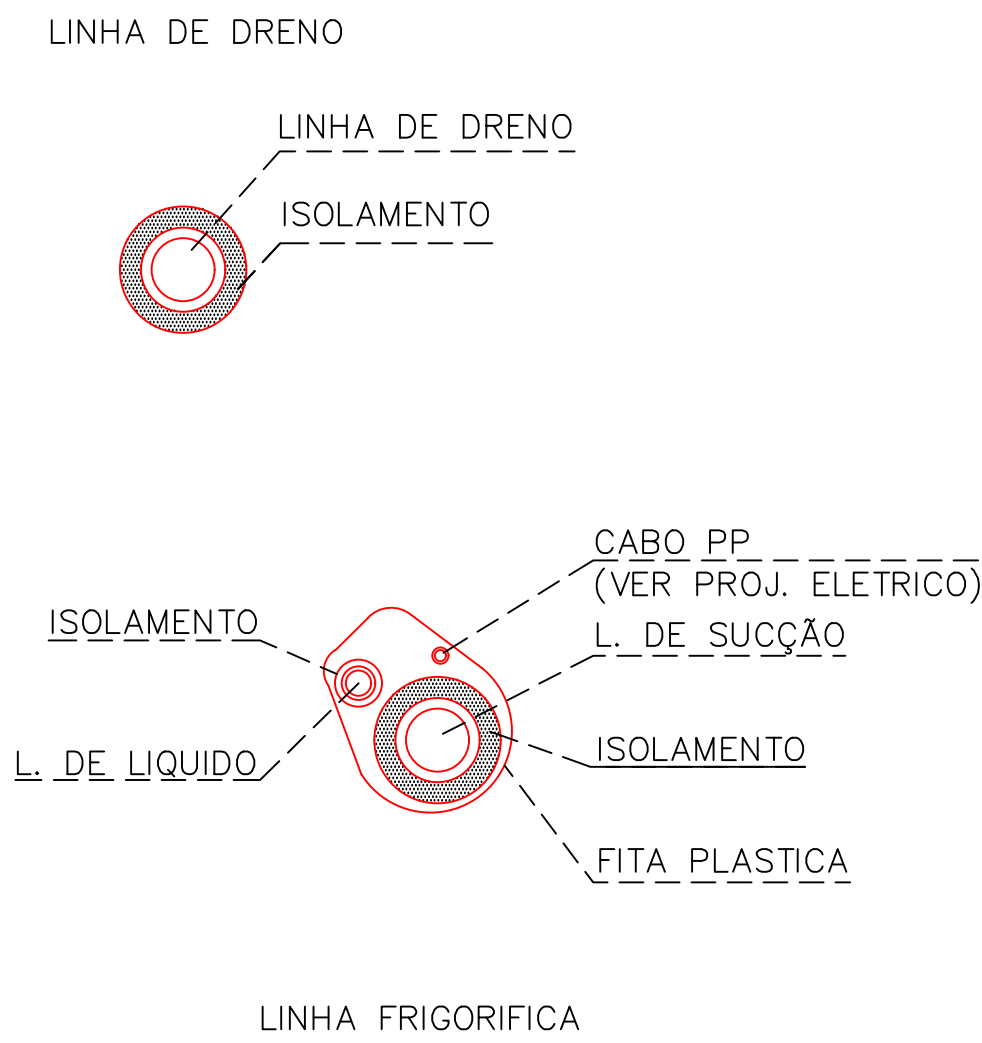 LINHA DE DRENO
LINHA DE DRENO
ISOLAMENTO
CABO PP
(VER PROJ. ELETRICO)
ISOLAMENTO
L. DE SUCÇÃO
L. DE LIQUIDO
ISOLAMENTO
FITA PLASTICA
LINHA FRIGORIFICA